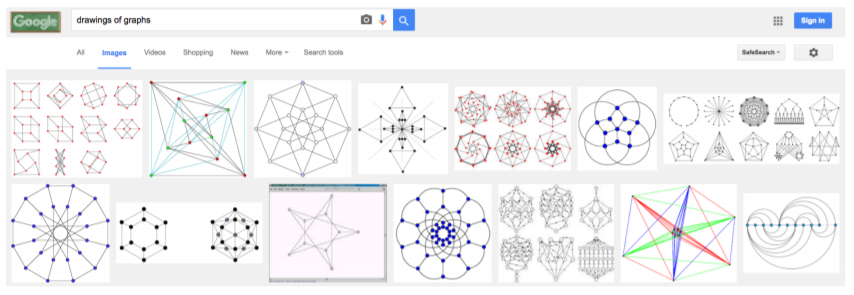 Google
drawings of graphs
Sign in
All Images Videos Shopping News More Search tools
SafeSearch